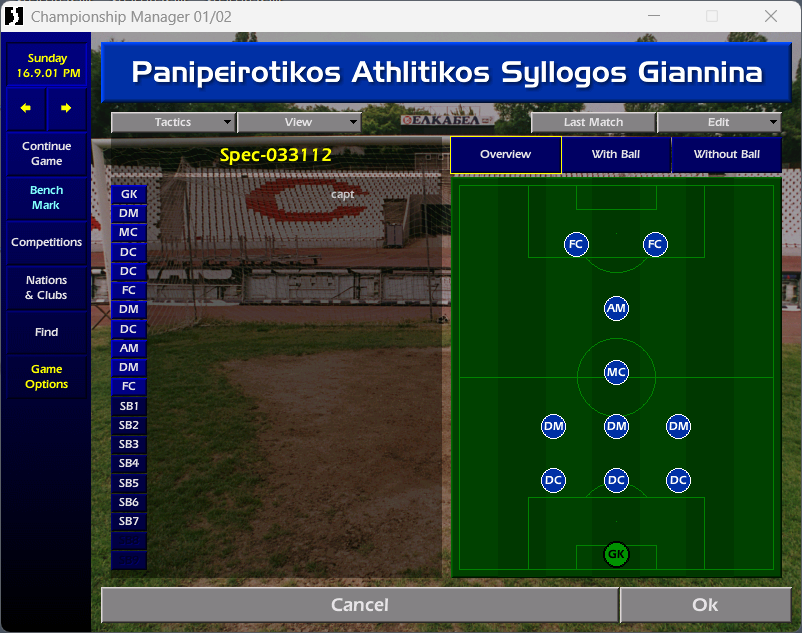 Championship Manager 01/02
Sunday
16.9.01 PM
Continue
Game
Bench
Mark
Competitions
Nations
& Clubs
Find
Game
Options
Panipeirotikos Athlitikos Syllogos Giannina
Tactics
View
ΕΛΚΑΒΕΛ
Last Match
Edit
Spec-033112
Overview
With Ball
Without Ball
GK
capt
DM
MC
DC
DC
FC
DM
DC
AM
DM
FC
SB1
SB2
SB3
SB4
SB5
SB6
SB7
FC FC
AM
MC
DM DM DM
DC DC DC
GK
Cancel
Ok